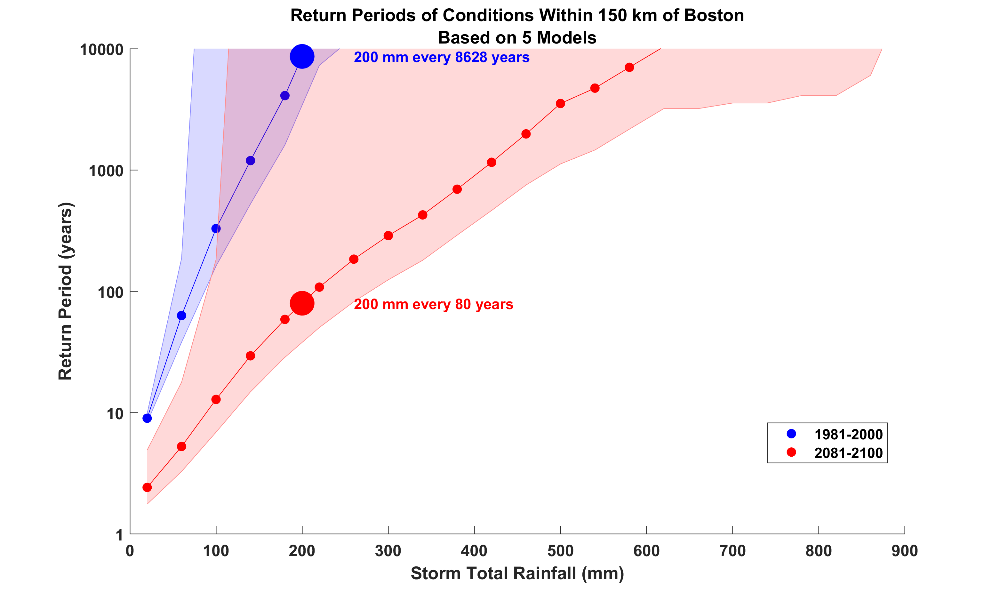 Return Periods of Conditions Within 150 km of Boston
Based on 5 Models
10000
200 mm every 8628 years
1000
Return Period (years)
100
200 mm every 80 years
10
1981-2000
2081-2100
1
0 100 200 300 400 500 600 700 800 900
Storm Total Rainfall (mm)